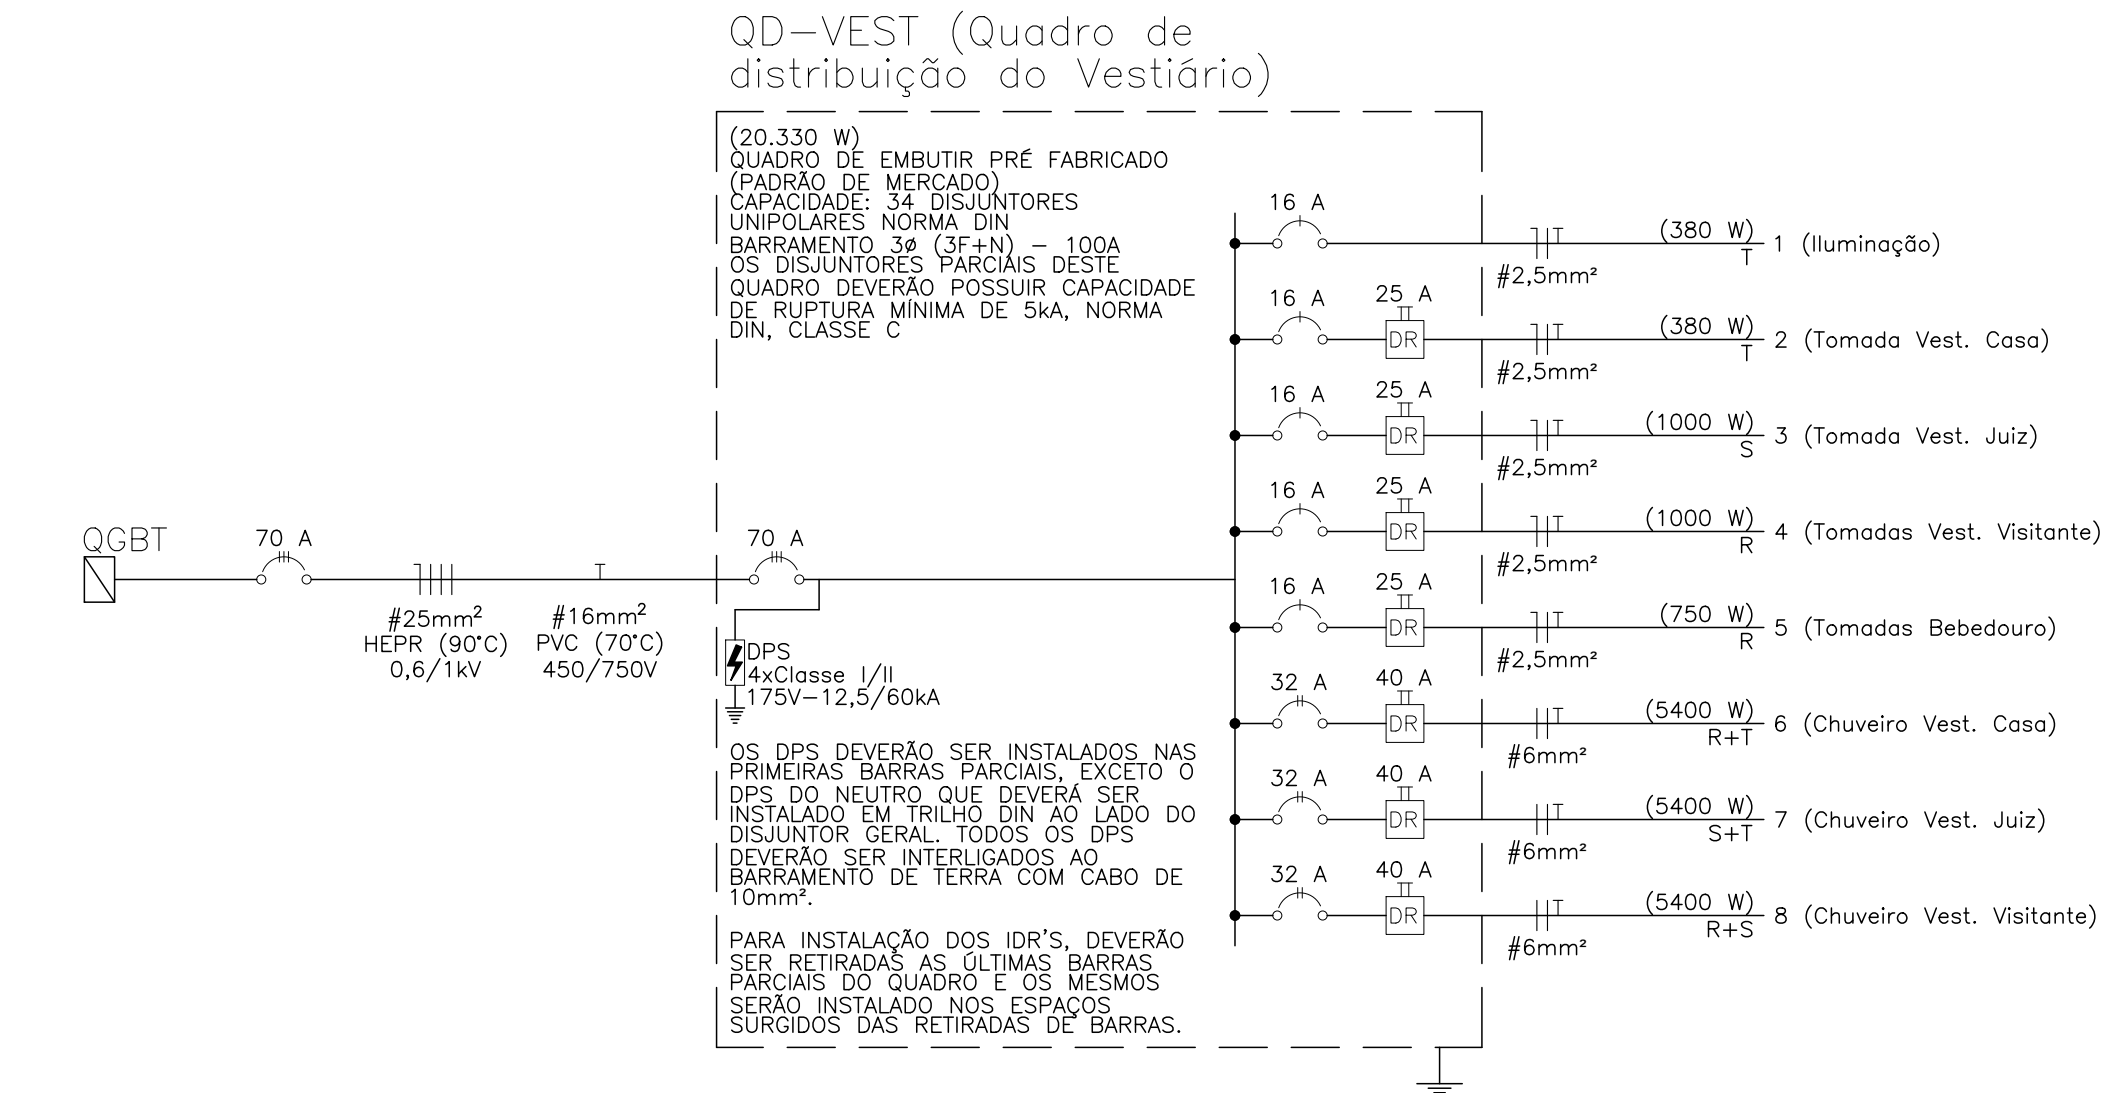 QD-VEST (Quadro de
distribuição do Vestiário)
(20.330 W)
QUADRO DE EMBUTIR PRÉ FABRICADO
(PADRÃO DE MERCADO)
CAPACIDADE: 34 DISJUNTORES
UNIPOLARES NORMA DIN
BARRAMENTO 3ø (3F+N) - 100A
OS DISJUNTORES PARCIAIS DESTE
QUADRO DEVERÃO POSSUIR CAPACIDADE
DE RUPTURA MÍNIMA DE 5kA, NORMA
DIN, CLASSE C
QGBT
70 A
#25mm²
HEPR (90°C)
0,6/1kV
T
#16mm²
PVC (70°C)
450/750V
70 A
DPS
4xClasse I/II
175V-12,5/60kA
OS DPS DEVERÃO SER INSTALADOS NAS
PRIMEIRAS BARRAS PARCIAIS, EXCETO O
DPS DO NEUTRO QUE DEVERÁ SER
INSTALADO EM TRILHO DIN AO LADO DO
DISJUNTOR GERAL. TODOS OS DPS
DEVERÃO SER INTERLIGADOS AO
BARRAMENTO DE TERRA COM CABO DE
10mm².
PARA INSTALAÇÃO DOS IDR'S, DEVERÃO
SER RETIRADAS AS ÚLTIMAS BARRAS
PARCIAIS DO QUADRO E OS MESMOS
SERÃO INSTALADO NOS ESPAÇOS
SURGIDOS DAS RETIRADAS DE BARRAS.
16 A
#2,5mm²
(380 W)
T
1 (Iluminação)
16 A
25 A
DR
#2,5mm²
(380 W)
T
2 (Tomada Vest. Casa)
16 A
25 A
DR
#2,5mm²
(1000 W)
S
3 (Tomada Vest. Juiz)
16 A
25 A
DR
#2,5mm²
(1000 W)
R
4 (Tomadas Vest. Visitante)
16 A
25 A
DR
#2,5mm²
(750 W)
R
5 (Tomadas Bebedouro)
32 A
40 A
DR
#6mm²
(5400 W)
R+T
6 (Chuveiro Vest. Casa)
32 A
40 A
DR
#6mm²
(5400 W)
S+T
7 (Chuveiro Vest. Juiz)
32 A
40 A
DR
#6mm²
(5400 W)
R+S
8 (Chuveiro Vest. Visitante)